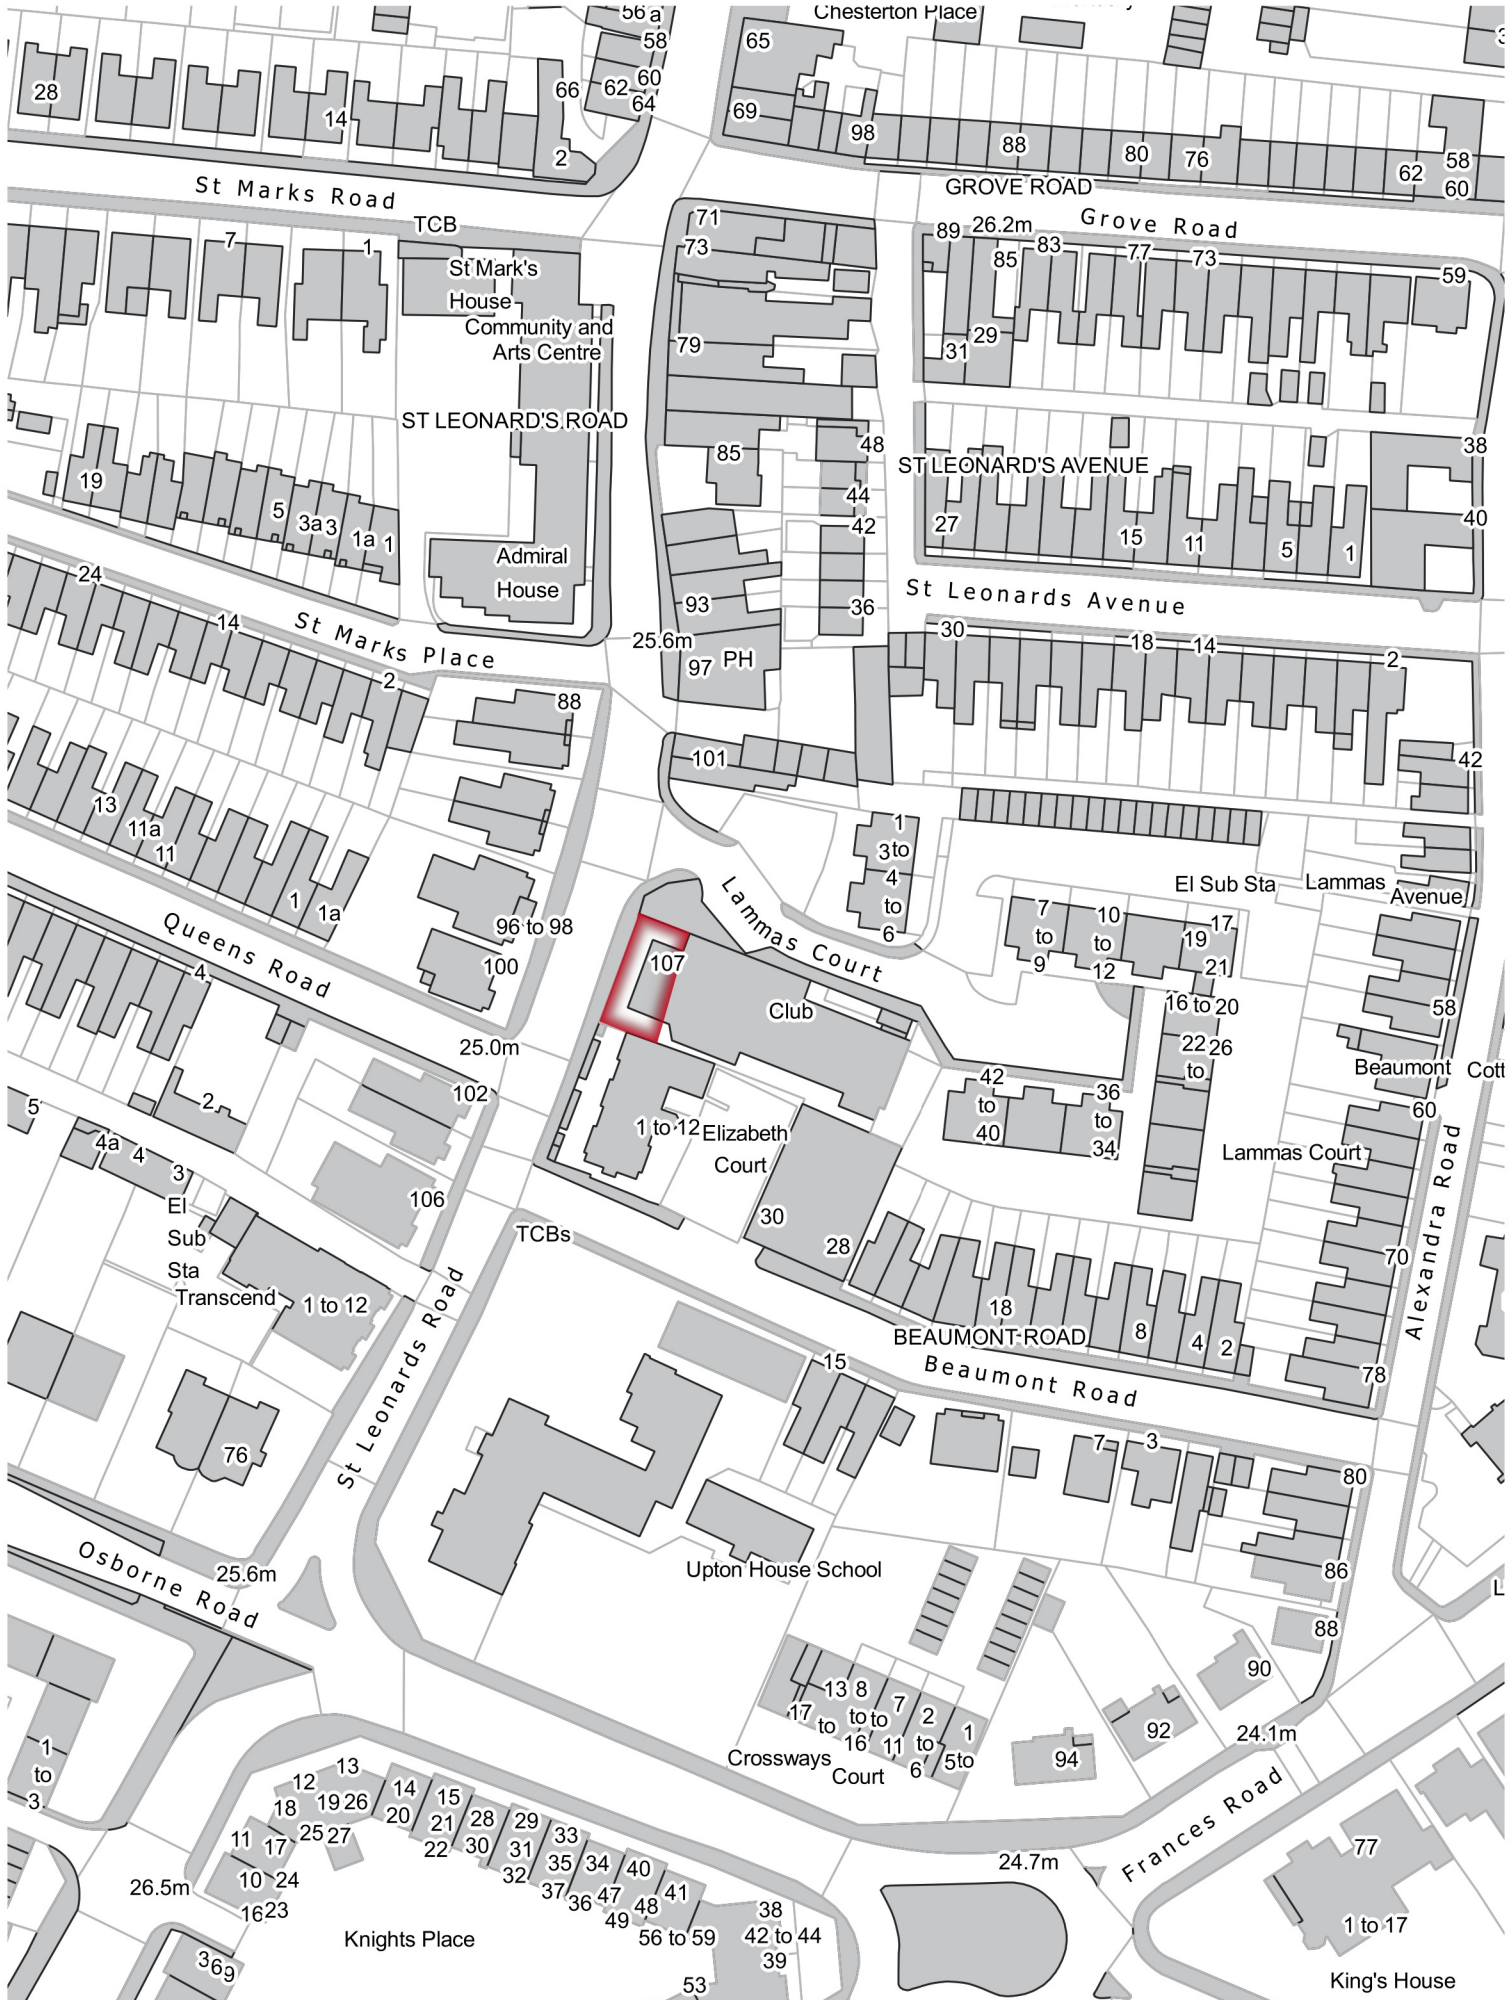 56a
Chesterton Place
58
65
60
62
64
28
66
14
69
98
88
80
76
2
62
58
60
St Marks Road
GROVE ROAD
Grove Road
TCB
71
73
89
26.2m
83
85
77
73
59
7
1
St Mark's
House
Community and
Arts Centre
79
31
29
ST LEONARD'S ROAD
85
48
38
ST LEONARD'S AVENUE
19
5
3a
3
1a
1
44
42
27
15
11
5
1
40
Admiral
House
24
14
St Marks Place
93
36
St Leonards Avenue
25.6m
97
PH
30
18
14
2
2
88
101
42
13
11a
11
1
1a
1
3to
4
to
6
El Sub Sta
Lammas
Avenue
Queens Road
96 to 98
100
Lammas Court
7
to
9
10
to
12
17
19
21
4
107
Club
16 to 20
58
25.0m
22 26
to
Beaumont
Cott
102
42
to
40
36
to
34
60
5
2
4a
4
3
1 to 12
Elizabeth
Court
Lammas Court
106
El
Sub
Sta
30
28
TCBs
70
Alexandra Road
Transcend
1 to 12
18
8
4
2
BEAUMONT ROAD
Beaumont Road
15
78
St Leonards Road
76
7
3
80
Osborne Road
25.6m
Upton House School
86
88
90
13
8
7
2
1
17
to
to
to
to
5to
16
11
6
92
94
24.1m
Crossways
Court
1
to
3
13
12
14
15
18
19
26
20
21
28
29
33
11
17
25
27
22
30
31
35
34
40
32
37
36
47
41
48
49
10
24
16
23
26.5m
24.7m
Frances Road
77
1 to 17
38
56 to 59
42 to 44
39
Knights Place
53
36
9
King's House